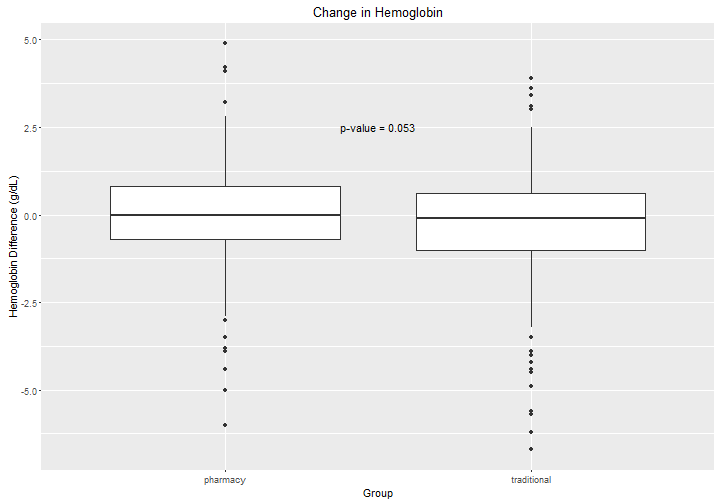 Change in Hemoglobin
5.0
2.5
0.0
-2.5
-5.0
Hemoglobin Difference (g/dL)
p-value = 0.053
pharmacy
traditional
Group